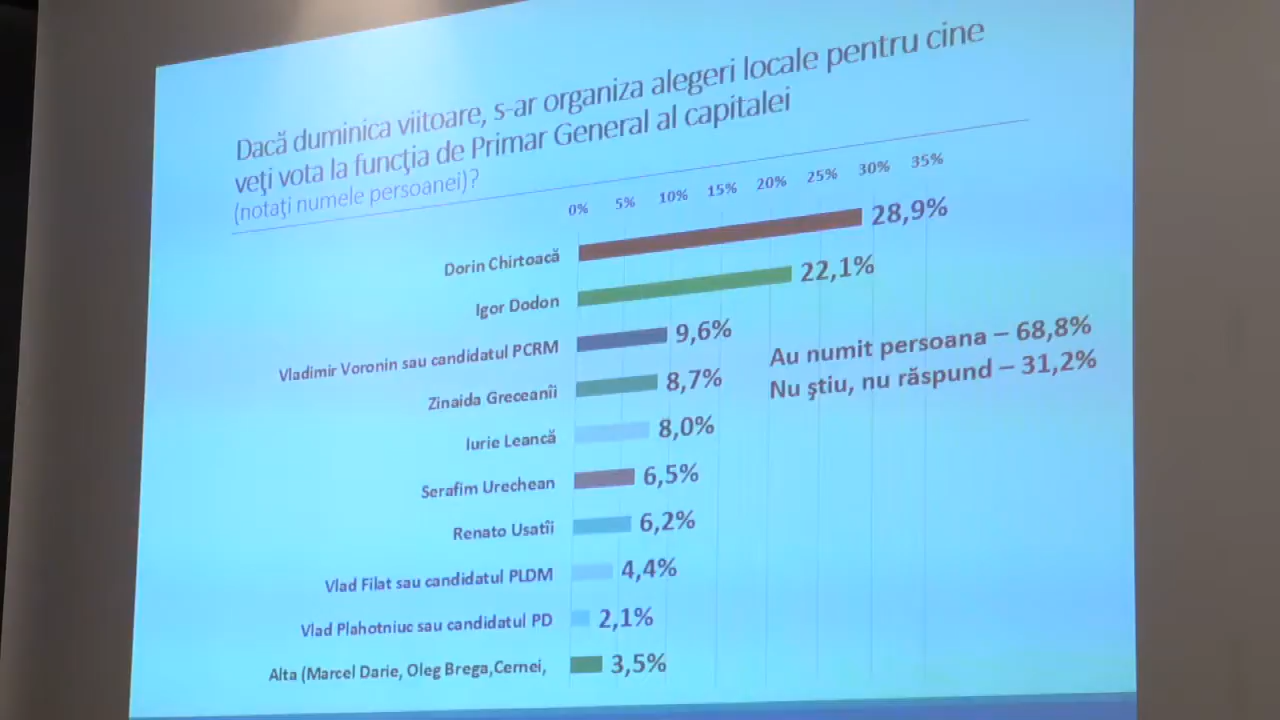 Dacă duminica viitoare, s-ar organiza alegeri locale pentru cine
veţi vota la funcţia de Primar General al capitalei
(notaţi numele persoanei)?
0% 5% 10% 15% 20% 25% 30% 35%
Dorin Chirtoacă 28,9%
Igor Dodon 22,1%
Vladimir Voronin sau candidatul PCRM 9,6%
Zinaida Greceanîi 8,7%
Iurie Leancă 8,0%
Serafim Urechean 6,5%
Renato Usatîi 6,2%
Vlad Filat sau candidatul PLDM 4,4%
Vlad Plahotniuc sau candidatul PD 2,1%
Alta (Marcel Darie, Oleg Brega,Cernei, 3,5%
Au numit persoana – 68,8%
Nu ştiu, nu răspund – 31,2%